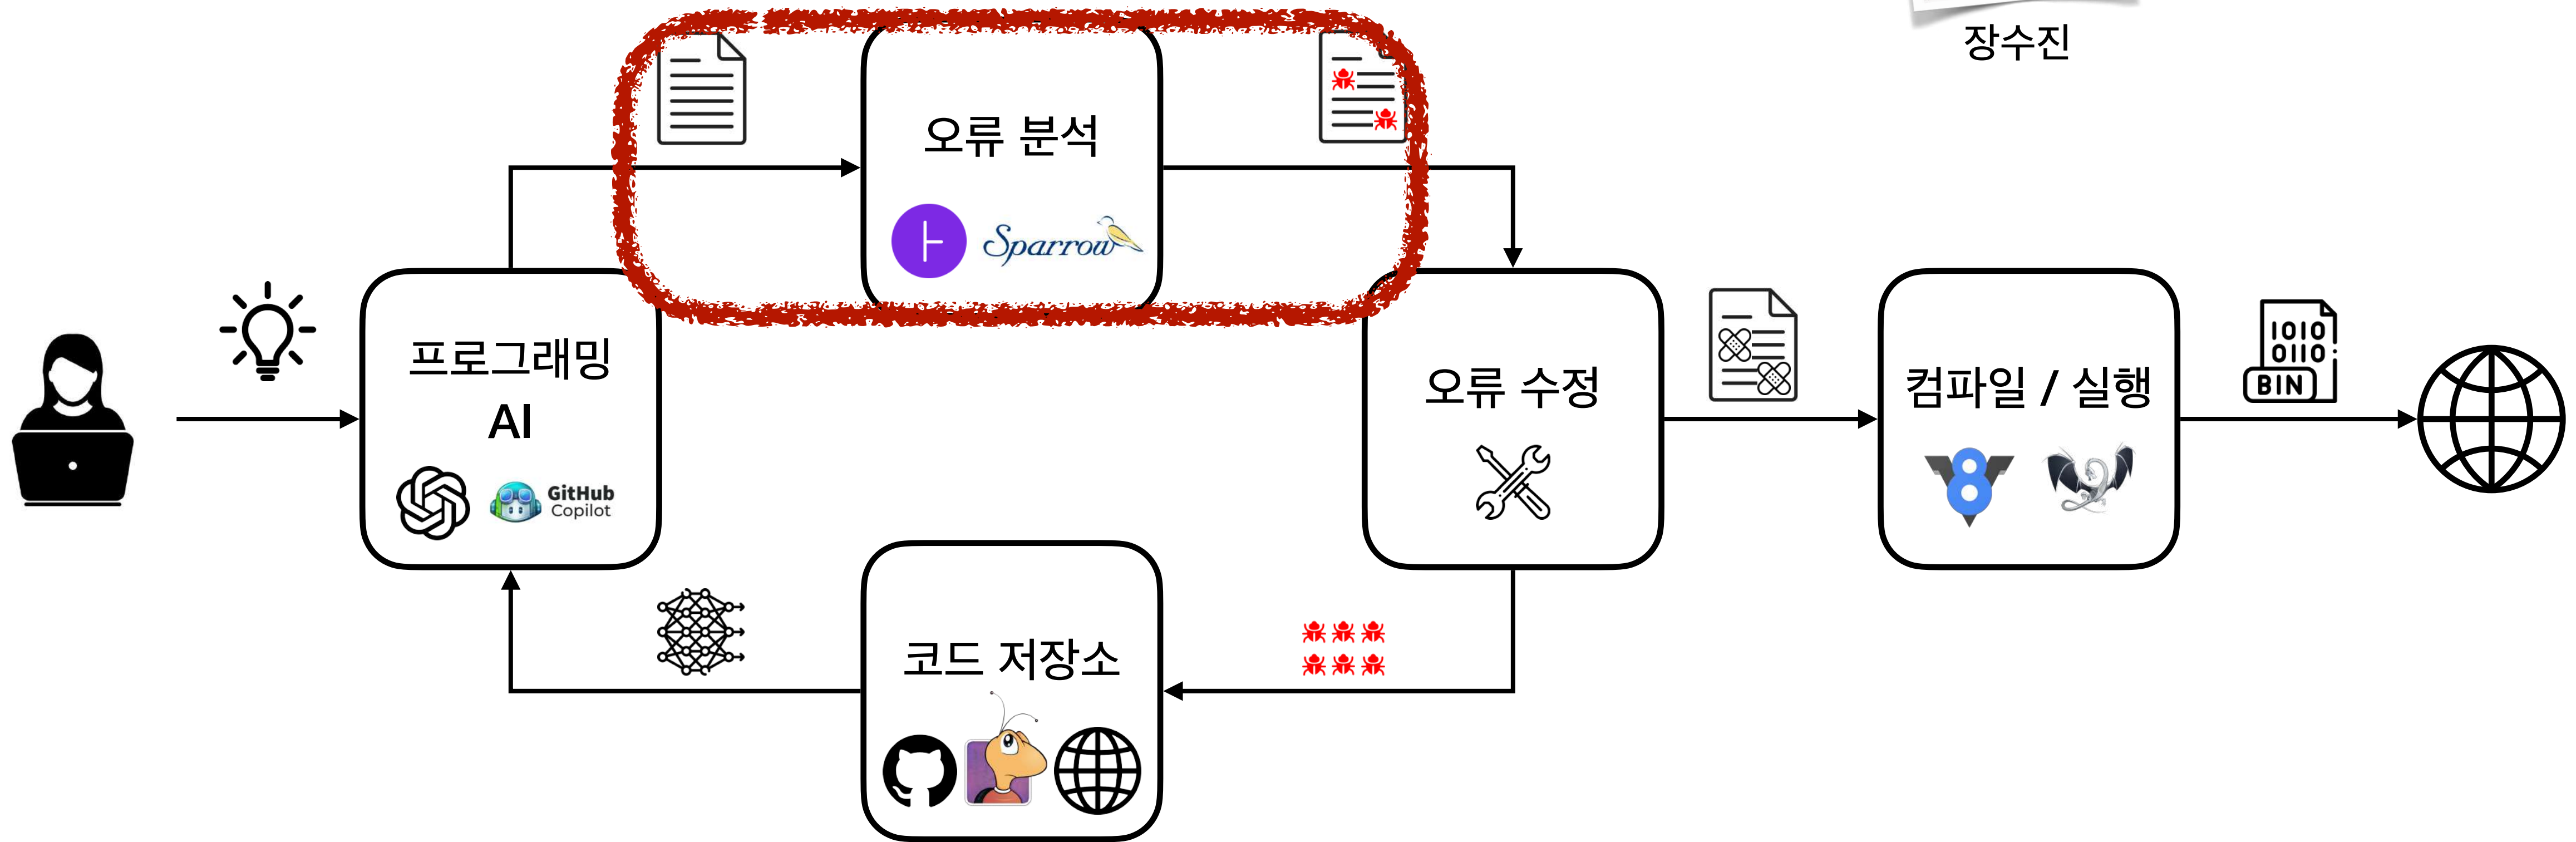 장수진
오류 분석
Sparrow
프로그래밍
AI
GitHub
Copilot
오류 수정
컴파일 / 실행
8
1010
0110
BIN
코드 저장소